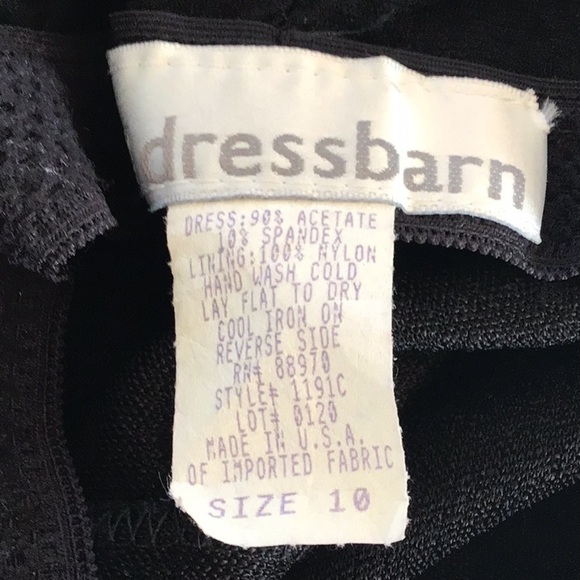 dressbarn
DRESS:90% ACETATE
10% SPANDEX
LINING:100% NYLON
HAND WASH COLD
LAY FLAT TO DRY
COOL IRON ON
REVERSE SIDE
RN# 88970
STYLE# 1191C
LOT# 0120
MADE IN U.S.A.
OF IMPORTED FABRIC
SIZE 10